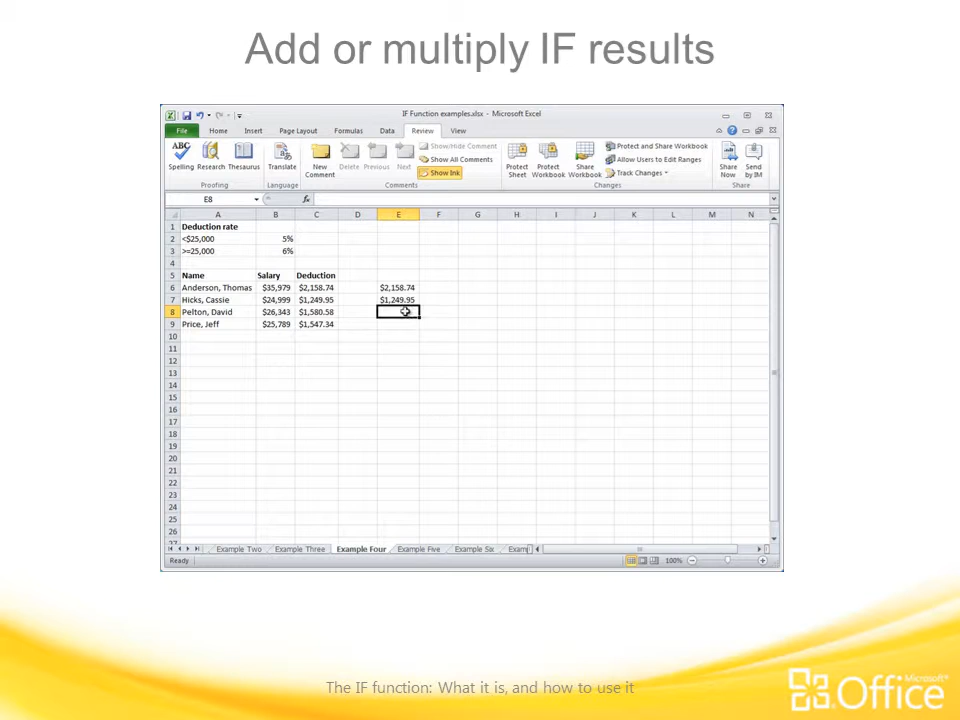 Add or multiply IF results
IF Function examples.xlsx - Microsoft Excel
File Home Insert Page Layout Formulas Data Review View
ABC
Spelling Research Thesaurus
Proofing
Translate
Language
New Comment
Delete Previous Next
Show/Hide Comment
Show All Comments
Show Ink
Comments
Protect Sheet
Protect Workbook
Share Workbook
Protect and Share Workbook
Allow Users to Edit Ranges
Track Changes
Changes
Share Now
Send by IM
Share
E8 fx
A B C D E F G H I J K L M N
1 Deduction rate
2 <$25,000 5%
3 >=25,000 6%
4
5 Name Salary Deduction
6 Anderson, Thomas $35,979 $2,158.74 $2,158.74
7 Hicks, Cassie $24,999 $1,249.95 $1,249.95
8 Pelton, David $26,343 $1,580.58
9 Price, Jeff $25,789 $1,547.34
10
11
12
13
14
15
16
17
18
19
20
21
22
23
24
25
26
27
Example Two Example Three Example Four Example Five Example Six Examp
Ready 100%
The IF function: What it is, and how to use it
Microsoft®
Office